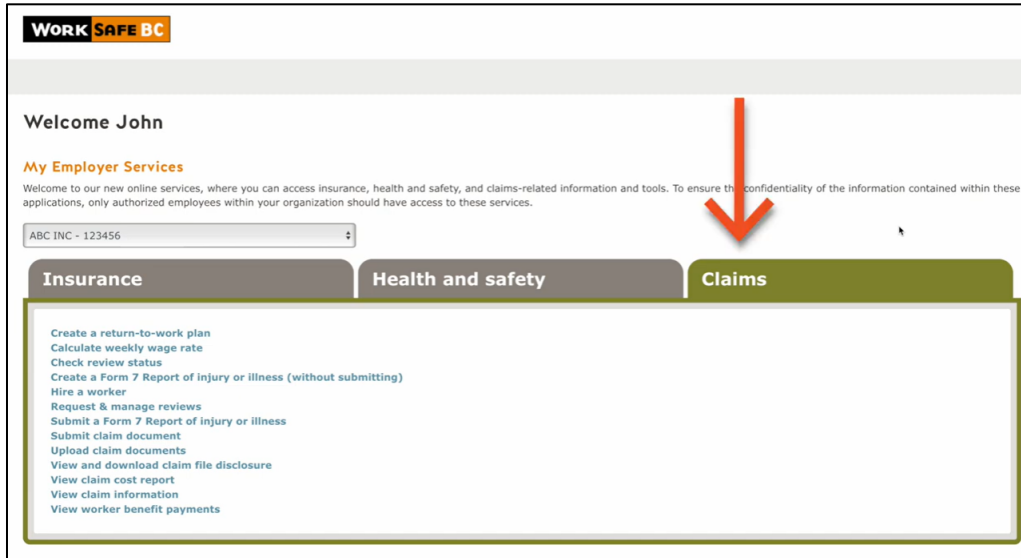 WORK SAFE BC
Welcome John
My Employer Services
Welcome to our new online services, where you can access insurance, health and safety, and claims-related information and tools. To ensure the confidentiality of the information contained within these
applications, only authorized employees within your organization should have access to these services.
ABC INC - 123456
Insurance Health and safety Claims
Create a return-to-work plan
Calculate weekly wage rate
Check review status
Create a Form 7 Report of injury or illness (without submitting)
Hire a worker
Request & manage reviews
Submit a Form 7 Report of injury or illness
Submit claim document
Upload claim documents
View and download claim file disclosure
View claim cost report
View claim information
View worker benefit payments